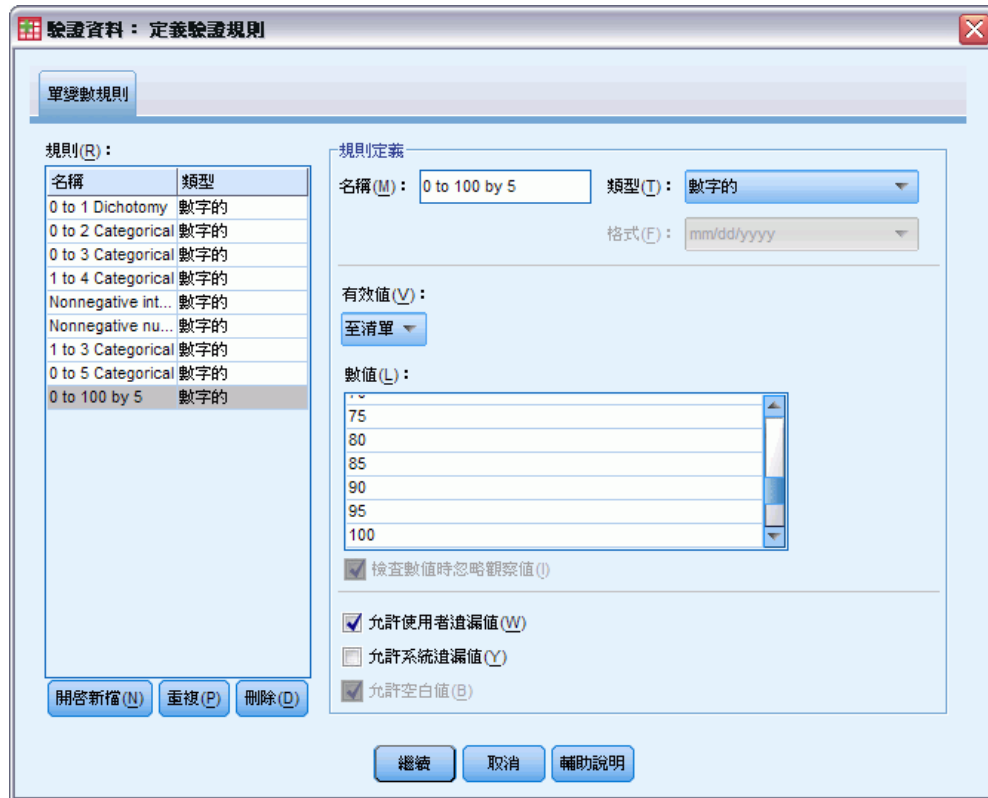 驗證資料： 定義驗證規則
單變數規則
規則(R)：
名稱 類型
0 to 1 Dichotomy 數字的
0 to 2 Categorical 數字的
0 to 3 Categorical 數字的
1 to 4 Categorical 數字的
Nonnegative int... 數字的
Nonnegative nu... 數字的
1 to 3 Categorical 數字的
0 to 5 Categorical 數字的
0 to 100 by 5 數字的
開啓新檔(N) 重複(P) 刪除(D)
規則定義
名稱(M)： 0 to 100 by 5 類型(T)： 數字的
格式(F)： mm/dd/yyyy
有效值(V)：
至清單
數值(L)：
75
80
85
90
95
100
檢查數值時忽略觀察值(I)
允許使用者遺漏值(W)
允許系統遺漏值(Y)
允許空白值(B)
繼續 取消 輔助說明